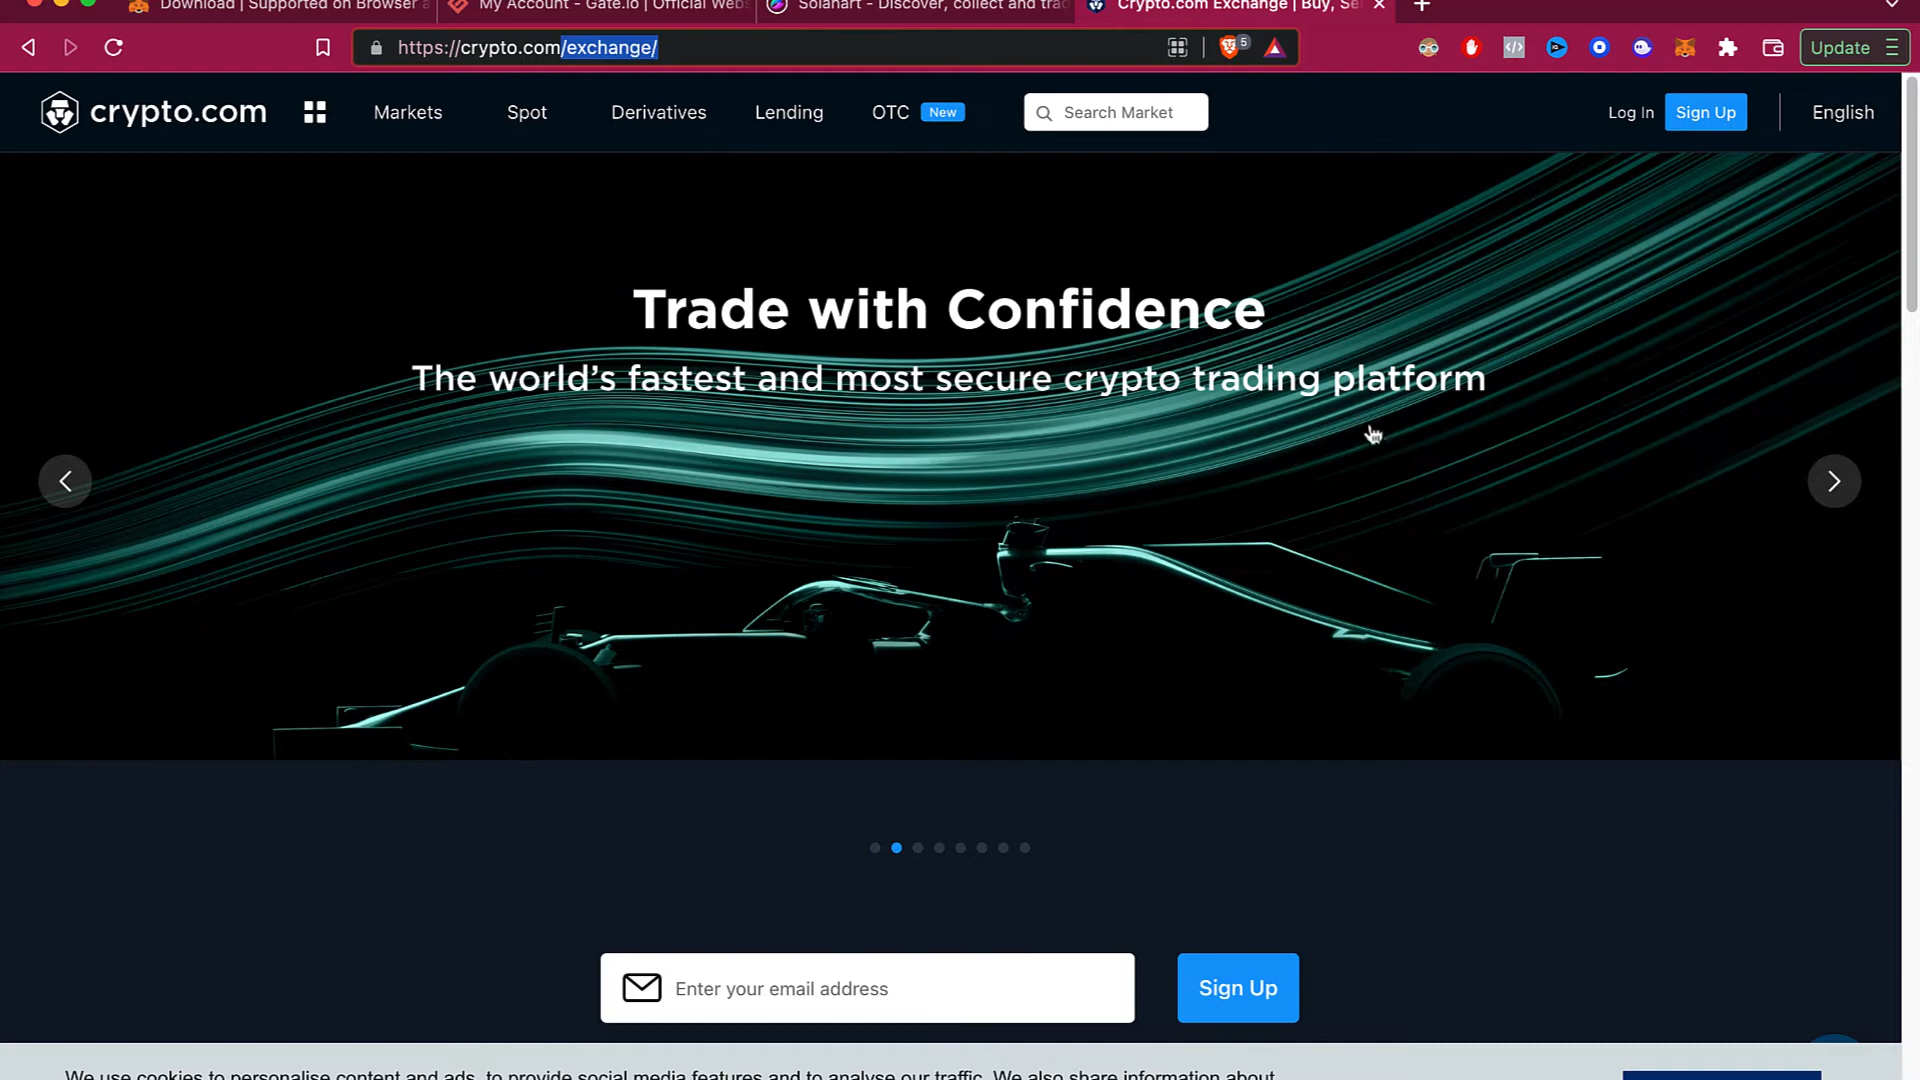 Download | Supported on Browser a
My Account - Gate.io | Official Webs
Solanart - Discover, collect and trad
Crypto.com Exchange | Buy, Se
https://crypto.com/exchange/
5
Update
crypto.com
Markets
Spot
Derivatives
Lending
OTC
New
Search Market
Log In
Sign Up
English
Trade with Confidence
The world's fastest and most secure crypto trading platform
Enter your email address
Sign Up
We use cookies to personalise content and ads, to provide social media features and to analyse our traffic. We also share information about